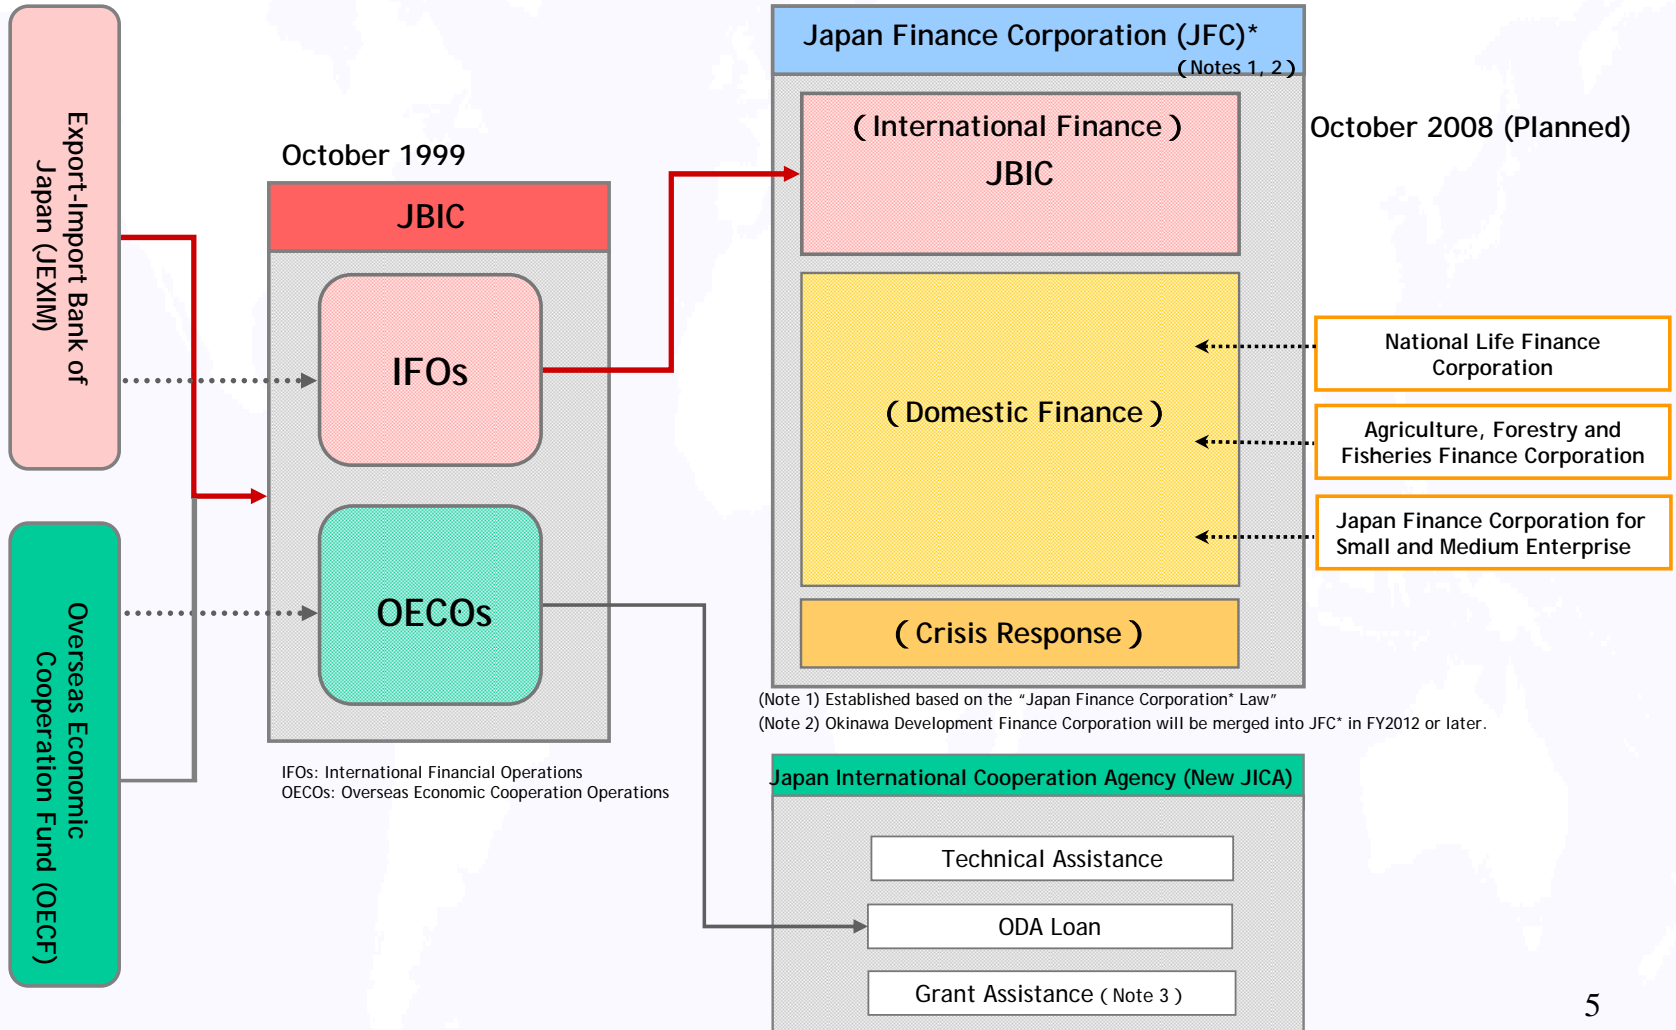 Export-Import Bank of
Japan (JEXIM)
Overseas Economic
Cooperation Fund (OECF)
October 1999
JBIC
IFOs
OECOs
IFOs: International Financial Operations
OECOs: Overseas Economic Cooperation Operations
Japan Finance Corporation (JFC)*
(Notes 1, 2)
(International Finance)
JBIC
October 2008 (Planned)
(Domestic Finance)
National Life Finance
Corporation
Agriculture, Forestry and
Fisheries Finance Corporation
Japan Finance Corporation for
Small and Medium Enterprise
(Crisis Response)
(Note 1) Established based on the “Japan Finance Corporation* Law”
(Note 2) Okinawa Development Finance Corporation will be merged into JFC* in FY2012 or later.
Japan International Cooperation Agency (New JICA)
Technical Assistance
ODA Loan
Grant Assistance (Note 3)
5